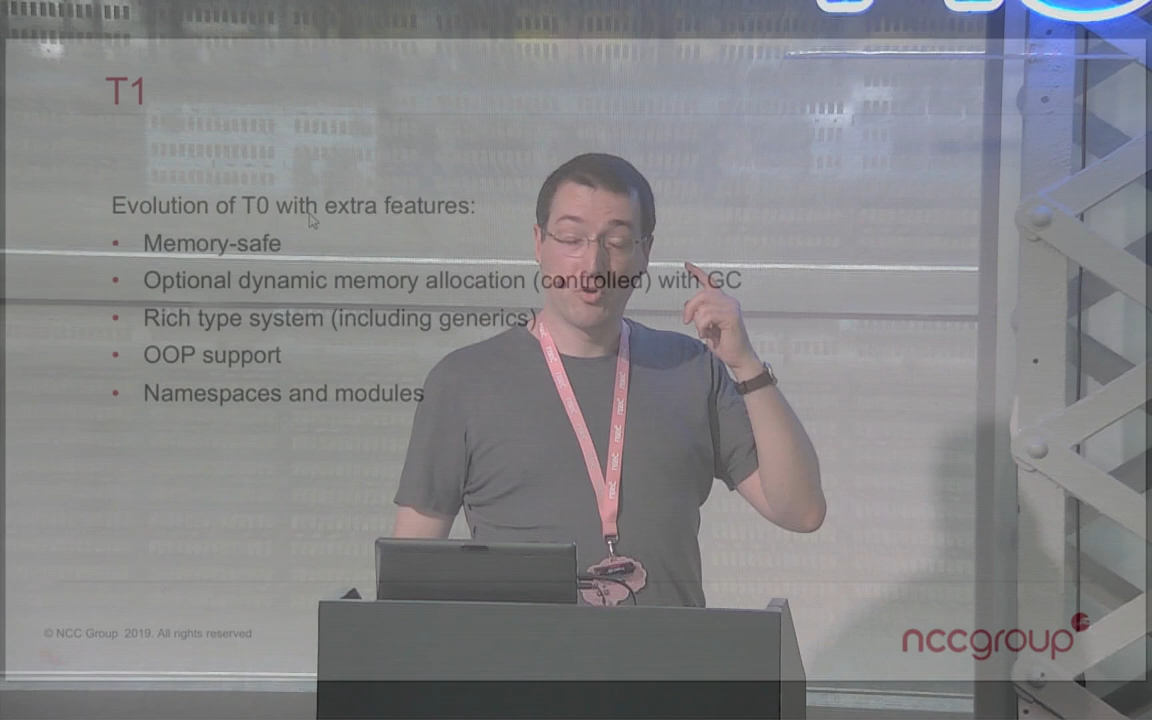 T1
Evolution of T0 with extra features:
• Memory-safe
• Optional dynamic memory allocation (controlled) with GC
• Rich type system (including generics)
• OOP support
• Namespaces and modules
© NCC Group 2019. All rights reserved
nccgroup